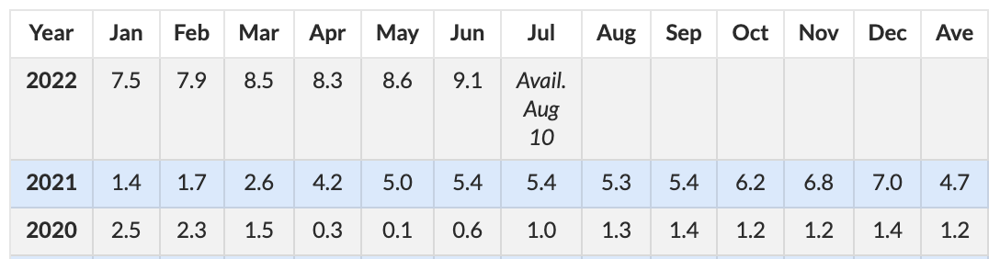 Year Jan Feb Mar Apr May Jun Jul Aug Sep Oct Nov Dec Ave
2022 7.5 7.9 8.5 8.3 8.6 9.1 Avail.
Aug
10
2021 1.4 1.7 2.6 4.2 5.0 5.4 5.4 5.3 5.4 6.2 6.8 7.0 4.7
2020 2.5 2.3 1.5 0.3 0.1 0.6 1.0 1.3 1.4 1.2 1.2 1.4 1.2